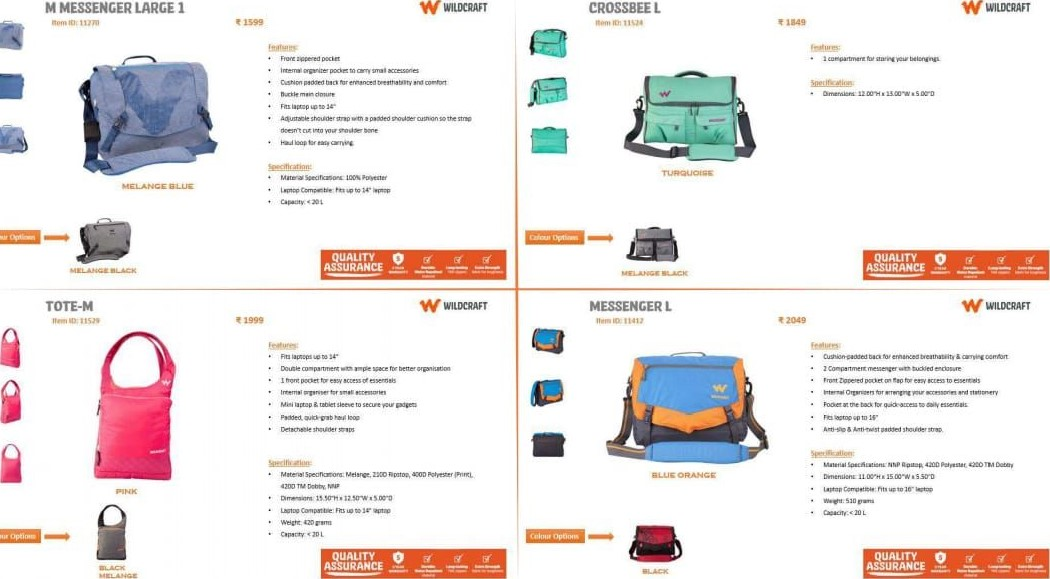 M MESSENGER LARGE 1
Item ID: 11270
₹ 1599
WILDCRAFT
Features:
• Front zippered pocket
• Internal organizer pocket to carry small accessories
• Cushion padded back for enhanced breathability and comfort
• Buckle main closure
• Fits laptop up to 14"
• Adjustable shoulder strap with a padded shoulder cushion so the strap
doesn't cut into your shoulder bone
• Haul loop for easy carrying.
Specification:
• Material Specifications: 100% Polyester
• Laptop Compatible: Fits up to 14" laptop
• Capacity: < 20 L
MELANGE BLUE
ur Options
MELANGE BLACK
QUALITY
ASSURANCE
5
CROSSBEE L
Item ID: 11524
₹ 1849
WILDCRAFT
Features:
• 1 compartment for storing your belongings.
Specification:
• Dimensions: 12.00"H x 13.00"W x 5.00"D
TURQUOISE
Colour Options
MELANGE BLACK
QUALITY
ASSURANCE
5
TOTE-M
Item ID: 11529
₹ 1999
WILDCRAFT
Features:
• Fits laptops up to 14"
• Double compartment with ample space for better organisation
• 1 front pocket for easy access of essentials
• Internal organiser for small accessories
• Mini laptop & tablet sleeve to secure your gadgets
• Padded, quick-grab haul loop
• Detachable shoulder straps
Specification:
• Material Specifications: Melange, 210D Ripstop, 400D Polyester (Print),
420D TM Dobby, NNP
• Dimensions: 15.50"H x 12.50"W x 5.00"D
• Laptop Compatible: Fits up to 14" laptop
• Weight: 420 grams
• Capacity: < 20 L
PINK
ur Options
BLACK
MELANGE
QUALITY
ASSURANCE
5
MESSENGER L
Item ID: 11412
₹ 2049
WILDCRAFT
Features:
• Cushion-padded back for enhanced breathability & carrying comfort
• 2 Compartment messenger with buckled enclosure
• Front Zippered pocket on flap for easy access to essentials
• Internal Organizers for arranging your accessories and stationery
• Pocket at the back for quick-access to daily essentials.
• Fits laptop up to 16"
• Anti-slip & Anti-twist padded shoulder strap.
Specification:
• Material Specifications: NNP Ripstop, 420D Polyester, 420D TIM Dobby
• Dimensions: 11.00"H x 15.00"W x 5.50"D
• Laptop Compatible: Fits up to 16" laptop
• Weight: 510 grams
• Capacity: < 20 L
BLUE ORANGE
Colour Options
BLACK
QUALITY
ASSURANCE
5